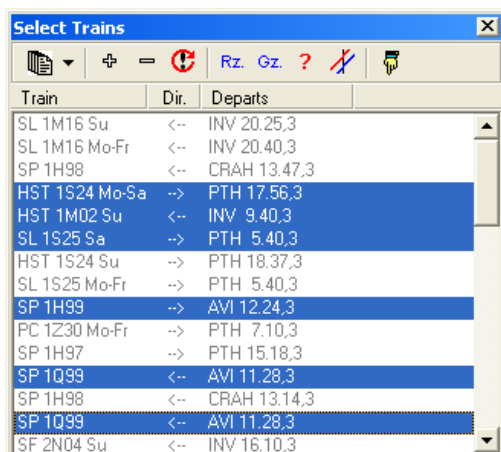 Select Trains
Rz. Gz. ?
Train Dir. Departs
SL 1M16 Su <-- INV 20.25,3
SL 1M16 Mo-Fr <-- INV 20.40,3
SP 1H98 <-- CRAH 13.47,3
HST 1S24 Mo-Sa --> PTH 17.56,3
HST 1M02 Su <-- INV 9.40,3
SL 1S25 Sa --> PTH 5.40,3
HST 1S24 Su --> PTH 18.37,3
SL 1S25 Mo-Fr --> PTH 5.40,3
SP 1H99 --> AVI 12.24,3
PC 1Z30 Mo-Fr --> PTH 7.10,3
SP 1H97 --> PTH 15.18,3
SP 1Q99 <-- AVI 11.28,3
SP 1H98 <-- CRAH 13.14,3
SP 1Q99 <-- AVI 11.28,3
SF 2N04 Su <-- INV 16.10,3